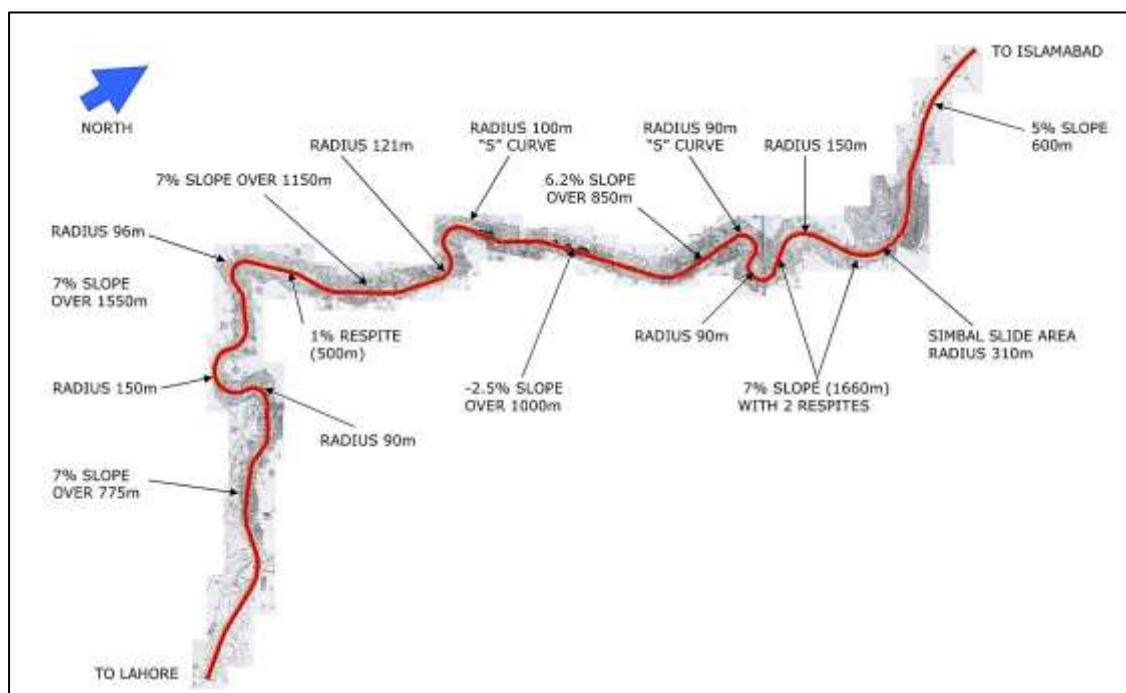 TO ISLAMABAD
NORTH
RADIUS 100m
"S" CURVE
RADIUS 90m
"S" CURVE
RADIUS 150m
5% SLOPE
600m
RADIUS 121m
7% SLOPE OVER 1150m
6.2% SLOPE
OVER 850m
RADIUS 96m
7% SLOPE
OVER 1550m
1% RESPITE
(500m)
RADIUS 90m
SIMBAL SLIDE AREA
RADIUS 310m
RADIUS 150m
-2.5% SLOPE
OVER 1000m
7% SLOPE (1660m)
WITH 2 RESPITES
RADIUS 90m
7% SLOPE
OVER 775m
TO LAHORE